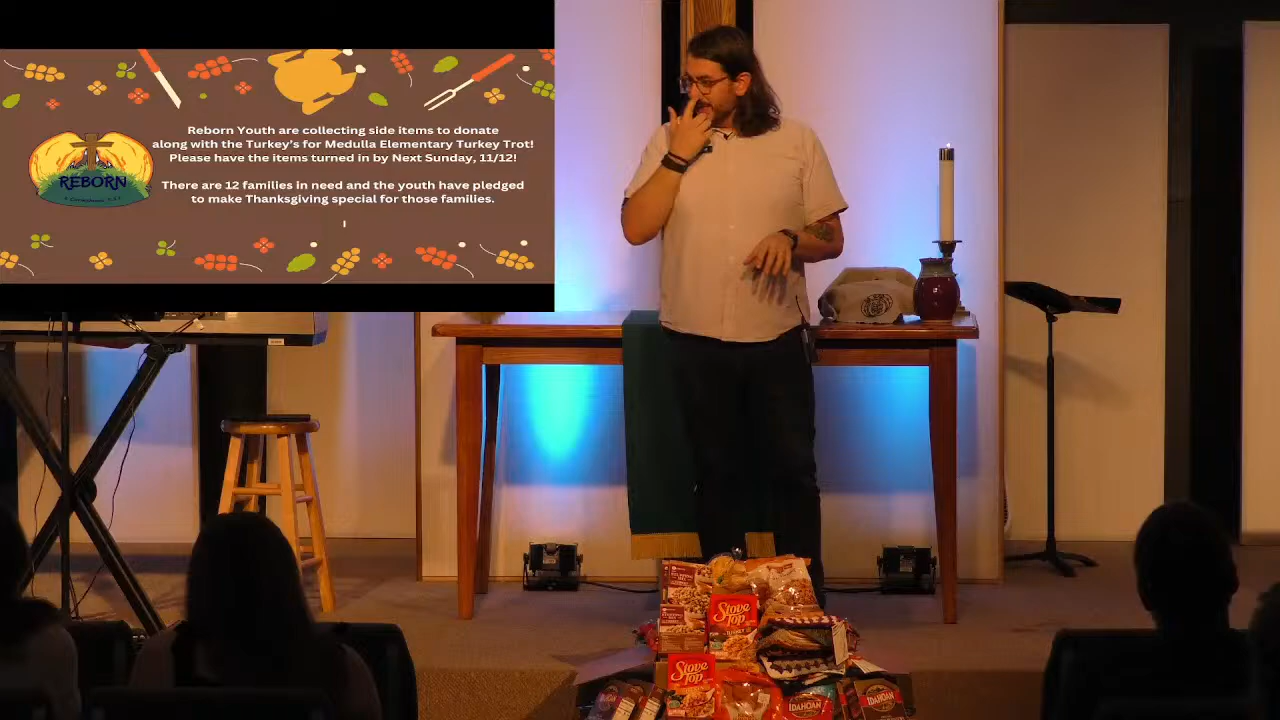 Reborn Youth are collecting side items to donate
along with the Turkey's for Medulla Elementary Turkey Trot!
Please have the items turned in by Next Sunday, 11/12!
REBORN
There are 12 families in need and the youth have pledged
to make Thanksgiving special for those families.
Stove
Top
Stove
Top
IDAHOAN
IDAHOAN